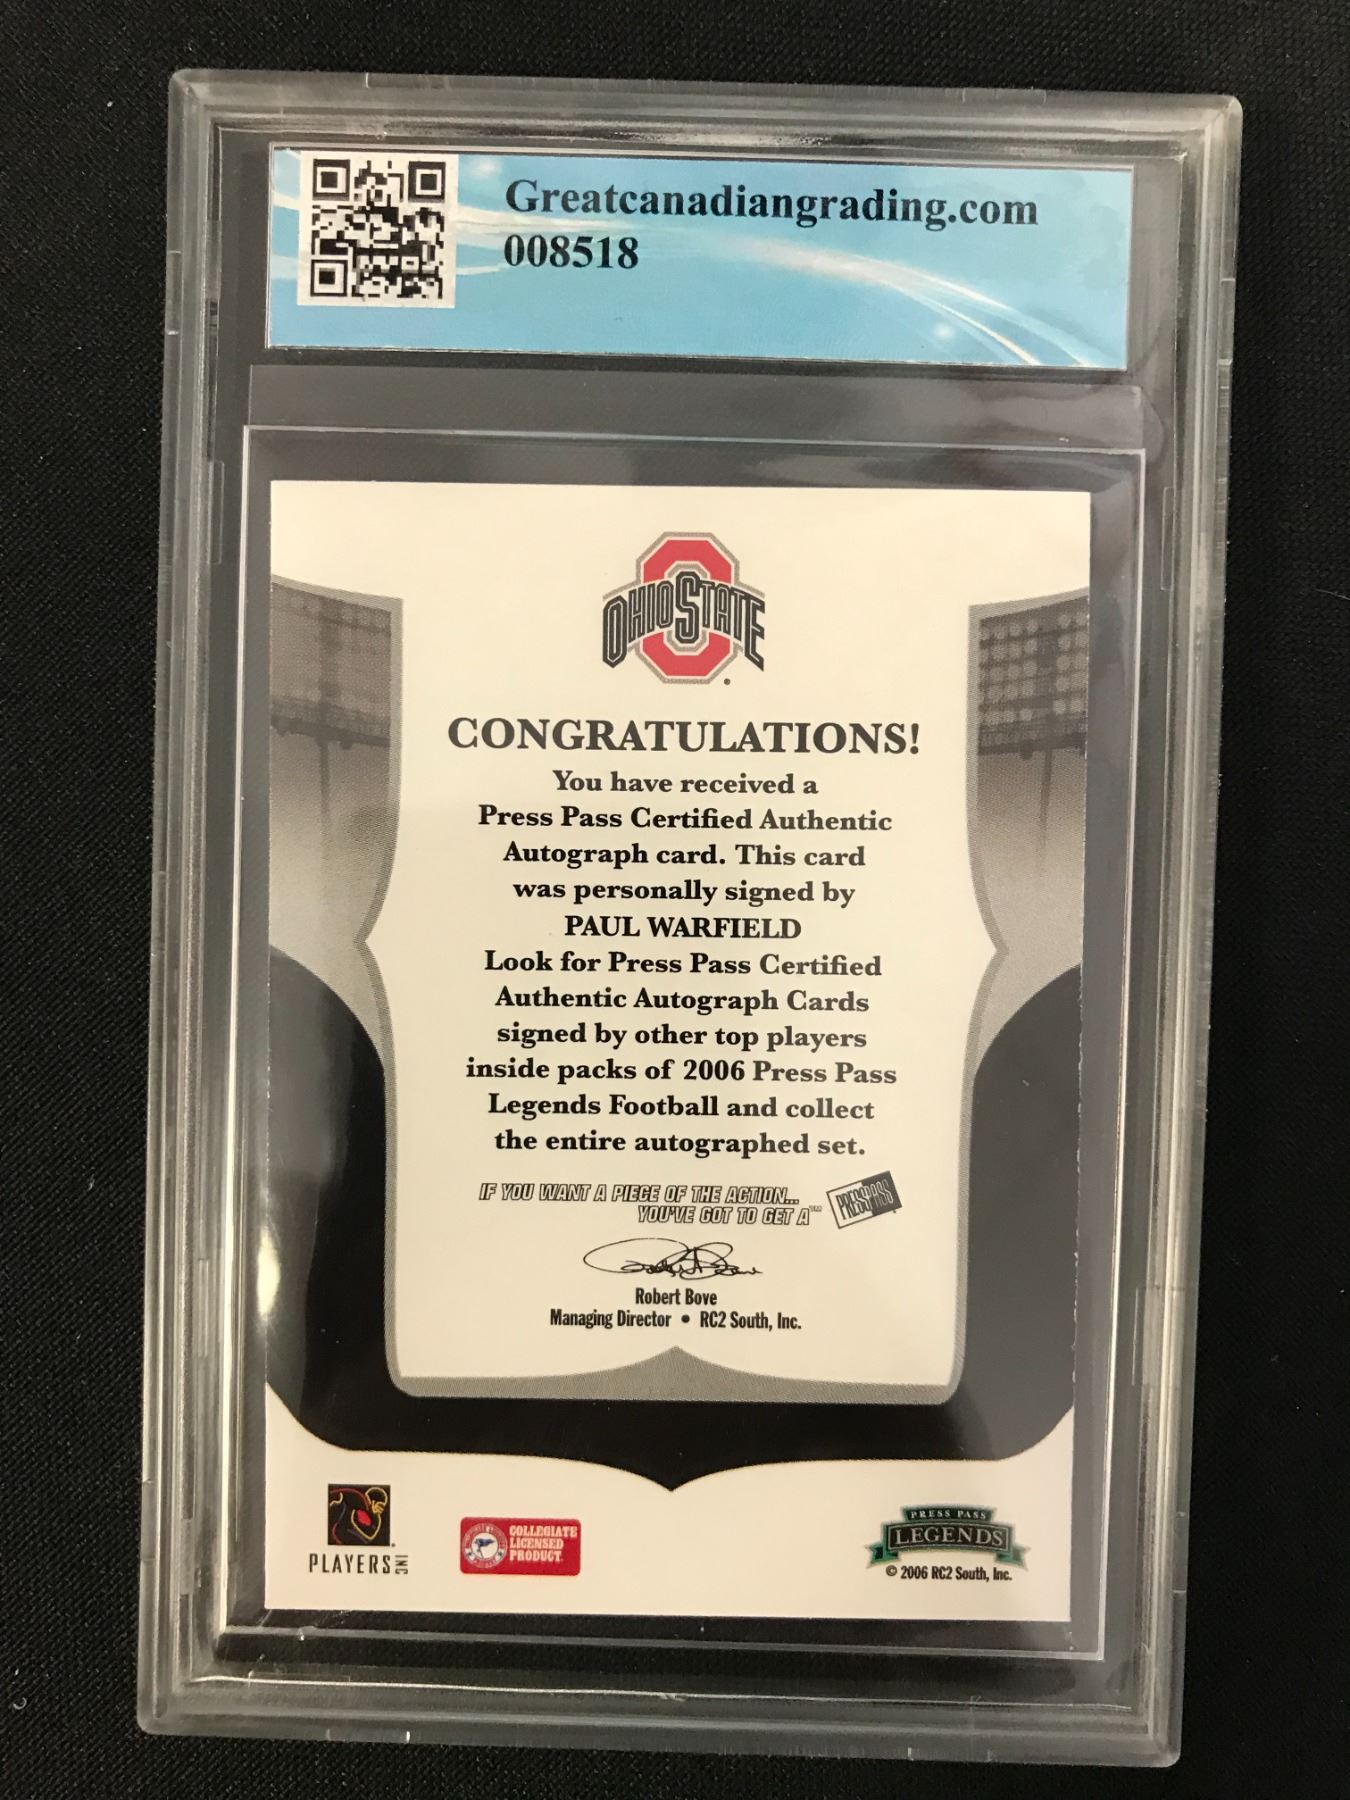 Greatcanadiangrading.com
008518
OHIO STATE
CONGRATULATIONS!
You have received a
Press Pass Certified Authentic
Autograph card. This card
was personally signed by
PAUL WARFIELD
Look for Press Pass Certified
Authentic Autograph Cards
signed by other top players
inside packs of 2006 Press Pass
Legends Football and collect
the entire autographed set.
IF YOU WANT A PIECE OF THE ACTION...
YOU'VE GOT TO GET A™
PRESS PASS
Robert Bove
Managing Director • RC2 South, Inc.
PLAYERS INC
COLLEGIATE
LICENSED
PRODUCT
PRESS PASS
LEGENDS
© 2006 RC2 South, Inc.